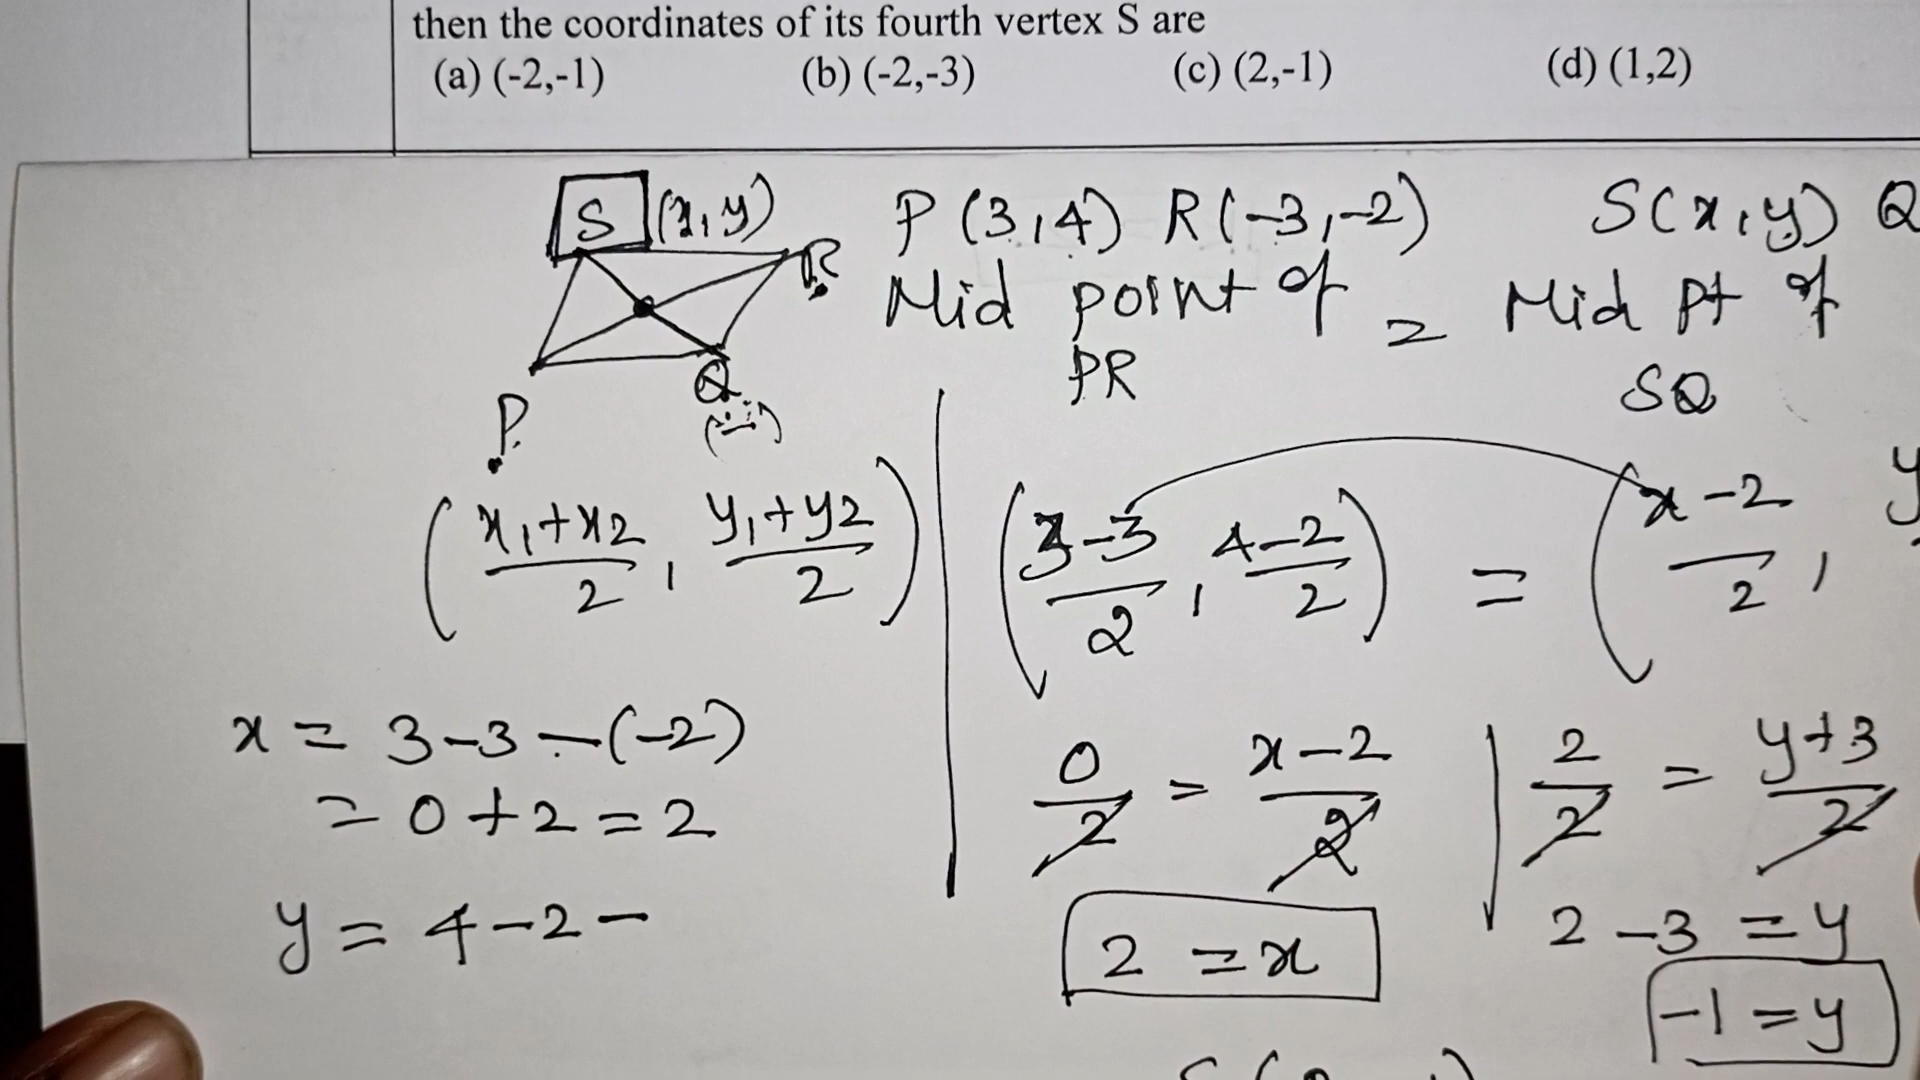 then the coordinates of its fourth vertex S are
(a) (-2,-1) (b) (-2,-3) (c) (2,-1) (d) (1,2)
S (x,y) P (3,4) R(-3,-2) S(x,y) Q
R
Mid point of = Mid pt of
PR SQ
Q
P.
(x₁+x₂/2, y₁+y₂/2)
(3-3/2, 4-2/2) = (x-2/2, y
x = 3-3-(-2)
= 0+2=2
y = 4-2-
0/2 = x-2/2
2 = x
2/2 = y+3/2
2-3 = y
-1 = y